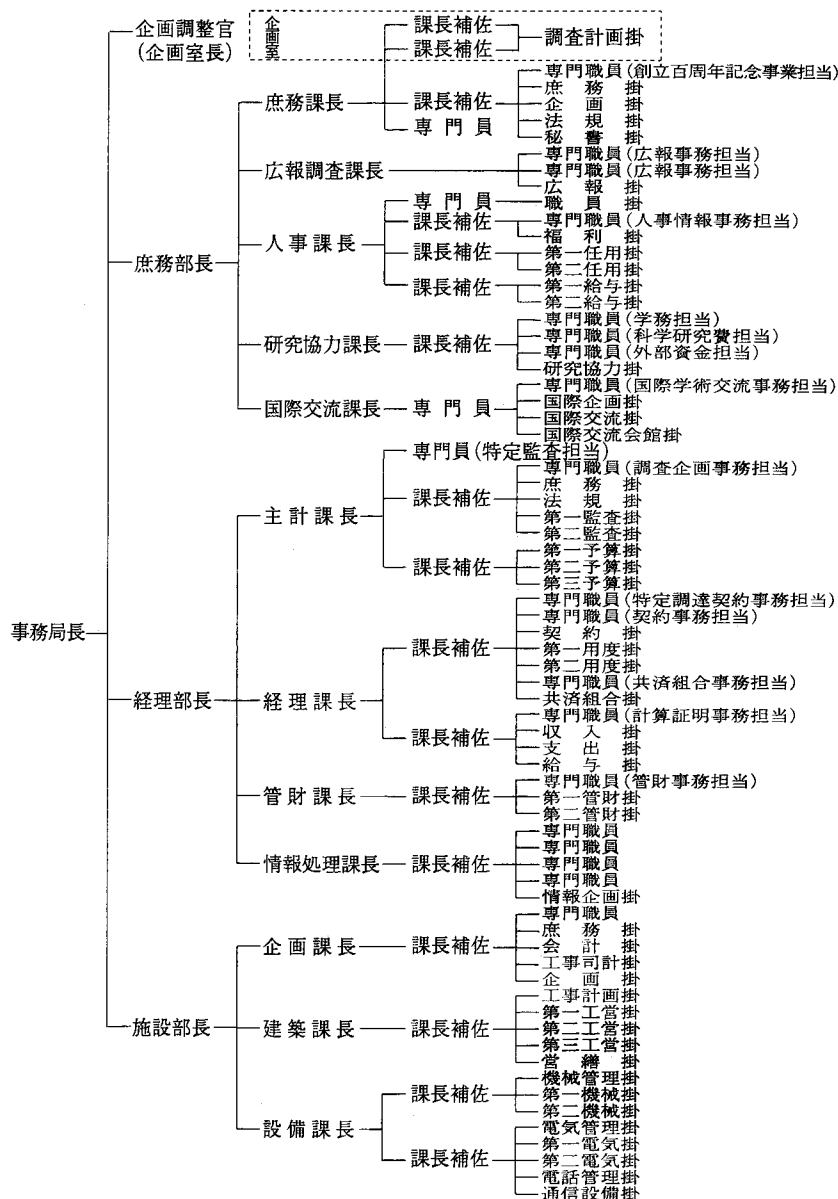 企画調整官
(企画室長)
企画室
課長補佐
課長補佐
調査計画掛
庶務課長
課長補佐
専門員
専門職員(創立百周年記念事業担当)
庶務掛
企画掛
法規掛
秘書掛
広報調査課長
専門職員(広報事務担当)
専門職員(広報事務担当)
広報掛
庶務部長
人事課長
専門員
職員掛
課長補佐
専門職員(人事情報事務担当)
福利掛
課長補佐
第一任用掛
第二任用掛
課長補佐
第一給与掛
第二給与掛
研究協力課長
課長補佐
専門職員(学務担当)
専門職員(科学研究費担当)
専門職員(外部資金担当)
研究協力掛
国際交流課長
専門員
専門職員(国際学術交流事務担当)
国際企画掛
国際交流掛
国際交流会館掛
事務局長
経理部長
主計課長
専門員(特定監査担当)
課長補佐
専門職員(調査企画事務担当)
庶務掛
法規掛
第一監査掛
第二監査掛
課長補佐
第一予算掛
第二予算掛
第三予算掛
経理課長
課長補佐
専門職員(特定調達契約事務担当)
専門職員(契約事務担当)
契約掛
第一用度掛
第二用度掛
専門職員(共済組合事務担当)
共済組合掛
課長補佐
専門職員(計算証明事務担当)
収入掛
支出掛
給与掛
管財課長
課長補佐
専門職員(管財事務担当)
第一管財掛
第二管財掛
情報処理課長
課長補佐
専門職員
専門職員
専門職員
専門職員
情報企画掛
施設部長
企画課長
課長補佐
専門職員
庶務掛
会計掛
工事司計掛
企画掛
建築課長
課長補佐
工事計画掛
第一工営掛
第二工営掛
第三工営掛
営繕掛
設備課長
課長補佐
機械管理掛
第一機械掛
第二機械掛
課長補佐
電気管理掛
第一電気掛
第二電気掛
電話管理掛
通信設備掛